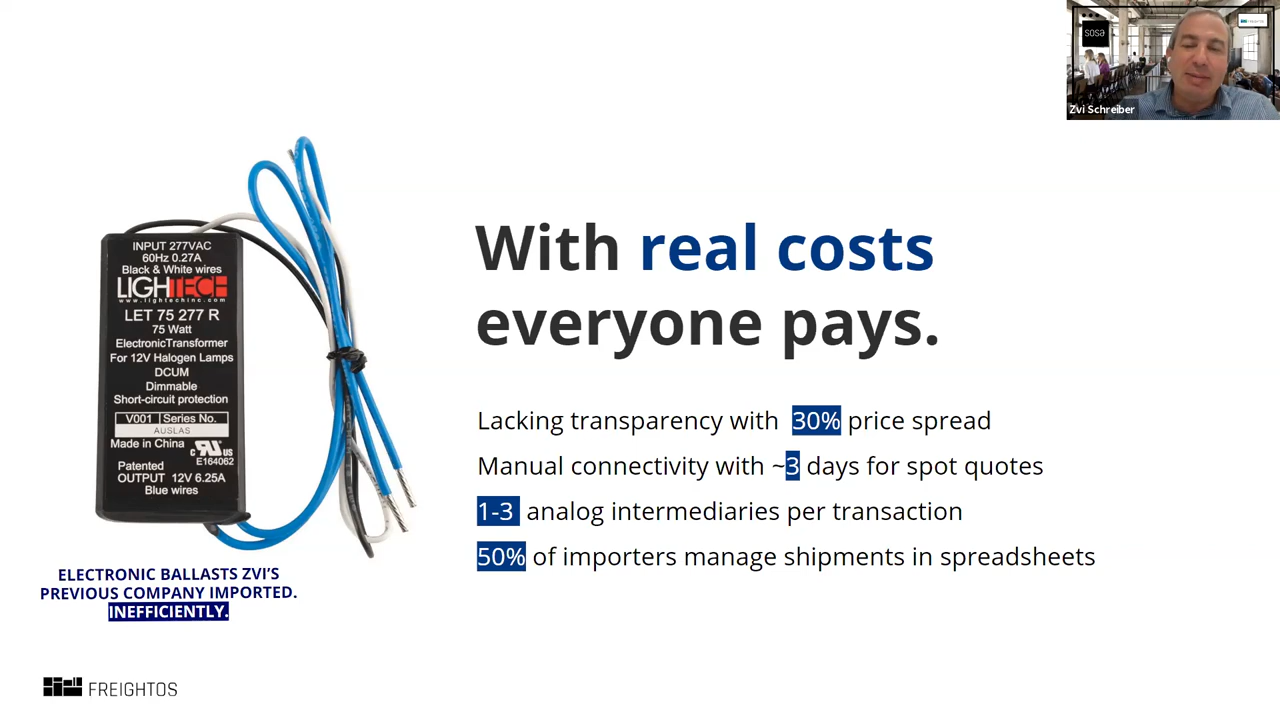 sosa
FREIGHTOS
Zvi Schreiber
INPUT 277VAC
60Hz 0.27A
Black & White wires
LIGHTECH
www.lightechinc.com
LET 75 277 R
75 Watt
ElectronicTransformer
For 12V Halogen Lamps
DCUM
Dimmable
Short-circuit protection
V001 Series No.
AUSLAS
Made in China
C UR US
E164062
Patented
OUTPUT 12V 6.25A
Blue wires
ELECTRONIC BALLASTS ZVI’S
PREVIOUS COMPANY IMPORTED.
INEFFICIENTLY.
With real costs
everyone pays.
Lacking transparency with 30% price spread
Manual connectivity with ~3 days for spot quotes
1-3 analog intermediaries per transaction
50% of importers manage shipments in spreadsheets
FREIGHTOS